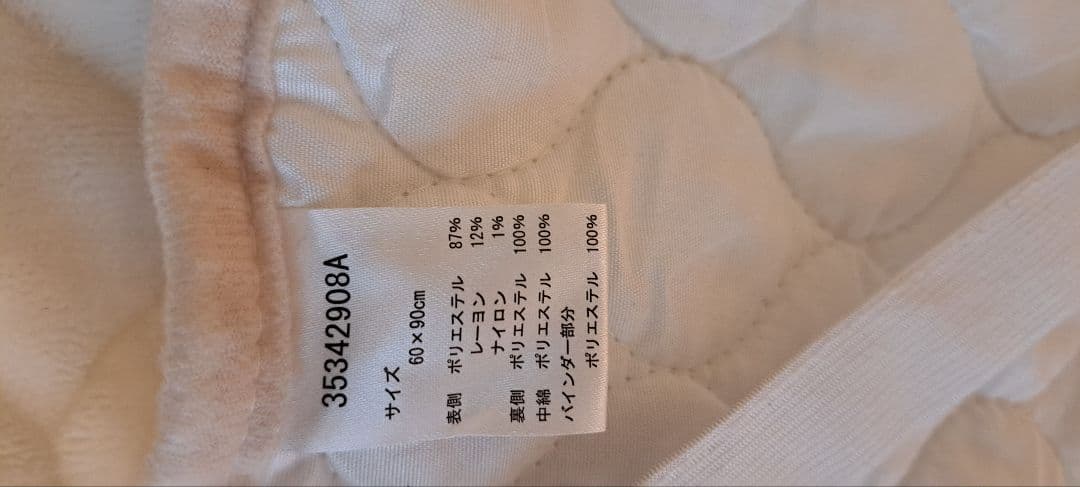 35342908A
サイズ
60×90cm
表側 ポリエステル 87%
レーヨン 12%
ナイロン 1%
裏側 ポリエステル 100%
中綿 ポリエステル 100%
バインダー部分
ポリエステル 100%